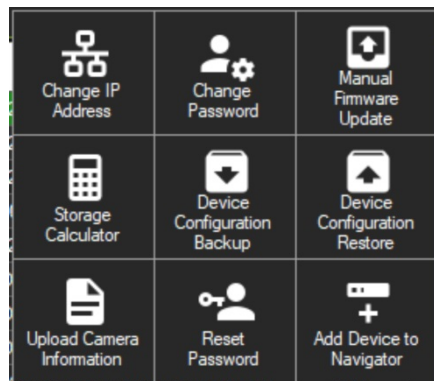 Change IP
Address
Change
Password
Manual
Firmware
Update
Storage
Calculator
Device
Configuration
Backup
Device
Configuration
Restore
Upload Camera
Information
Reset
Password
Add Device to
Navigator